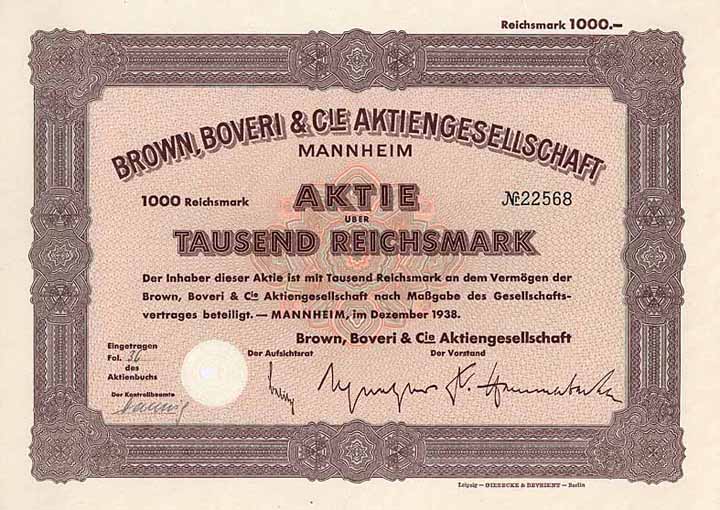 Reichsmark 1000.–
BROWN, BOVERI & CIE AKTIENGESELLSCHAFT
MANNHEIM
1000 Reichsmark
AKTIE
№ 22568
ÜBER
TAUSEND REICHSMARK
Der Inhaber dieser Aktie ist mit Tausend Reichsmark an dem Vermögen der
Brown, Boveri & Cie Aktiengesellschaft nach Maßgabe des Gesellschafts-
vertrages beteiligt. — MANNHEIM, im Dezember 1938.
Brown, Boveri & Cie Aktiengesellschaft
Eingetragen
Fol. 36
des
Aktienbuchs
Der Kontrollbeamte
Der Aufsichtsrat
Der Vorstand
Leipzig — GIESECKE & DEVRIENT — Berlin